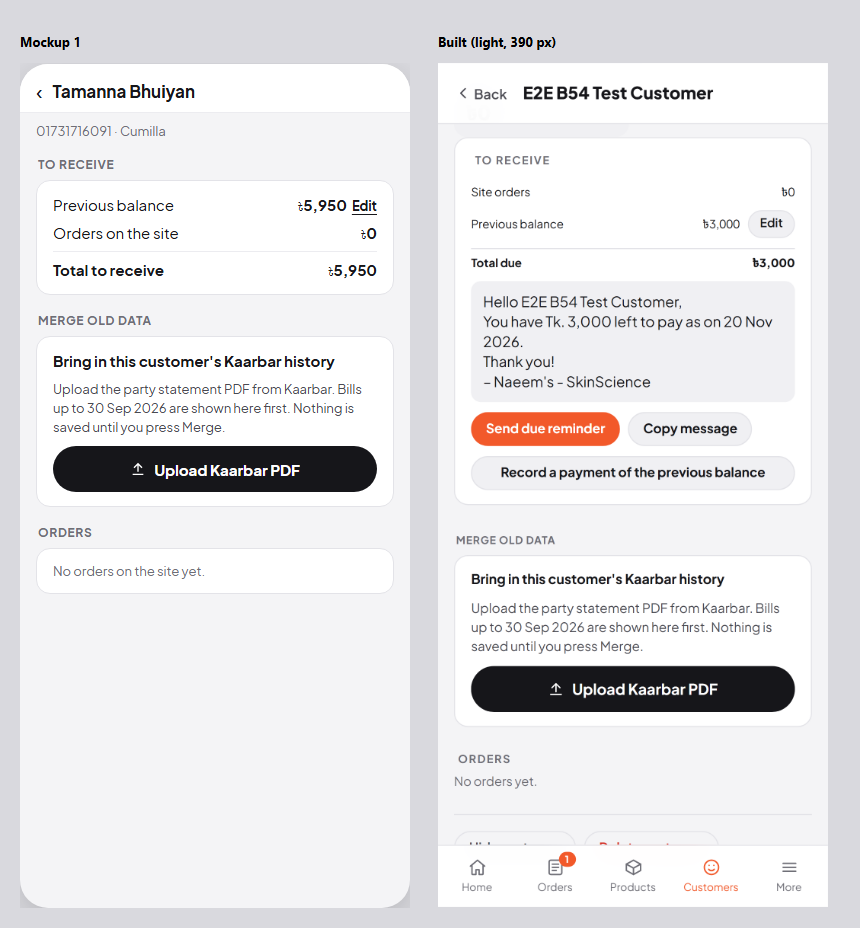 Mockup 1
‹ Tamanna Bhuiyan
01731716091 · Cumilla
TO RECEIVE
Previous balance ৳5,950 Edit
Orders on the site ৳0
Total to receive ৳5,950
MERGE OLD DATA
Bring in this customer's Kaarbar history
Upload the party statement PDF from Kaarbar. Bills
up to 30 Sep 2026 are shown here first. Nothing is
saved until you press Merge.
Upload Kaarbar PDF
ORDERS
No orders on the site yet.
Built (light, 390 px)
Back E2E B54 Test Customer
TO RECEIVE
Site orders ৳0
Previous balance ৳3,000 Edit
Total due ৳3,000
Hello E2E B54 Test Customer,
You have Tk. 3,000 left to pay as on 20 Nov
2026.
Thank you!
– Naeem's - SkinScience
Send due reminder Copy message
Record a payment of the previous balance
MERGE OLD DATA
Bring in this customer's Kaarbar history
Upload the party statement PDF from Kaarbar. Bills
up to 30 Sep 2026 are shown here first. Nothing is
saved until you press Merge.
Upload Kaarbar PDF
ORDERS
No orders yet.
1
Home Orders Products Customers More